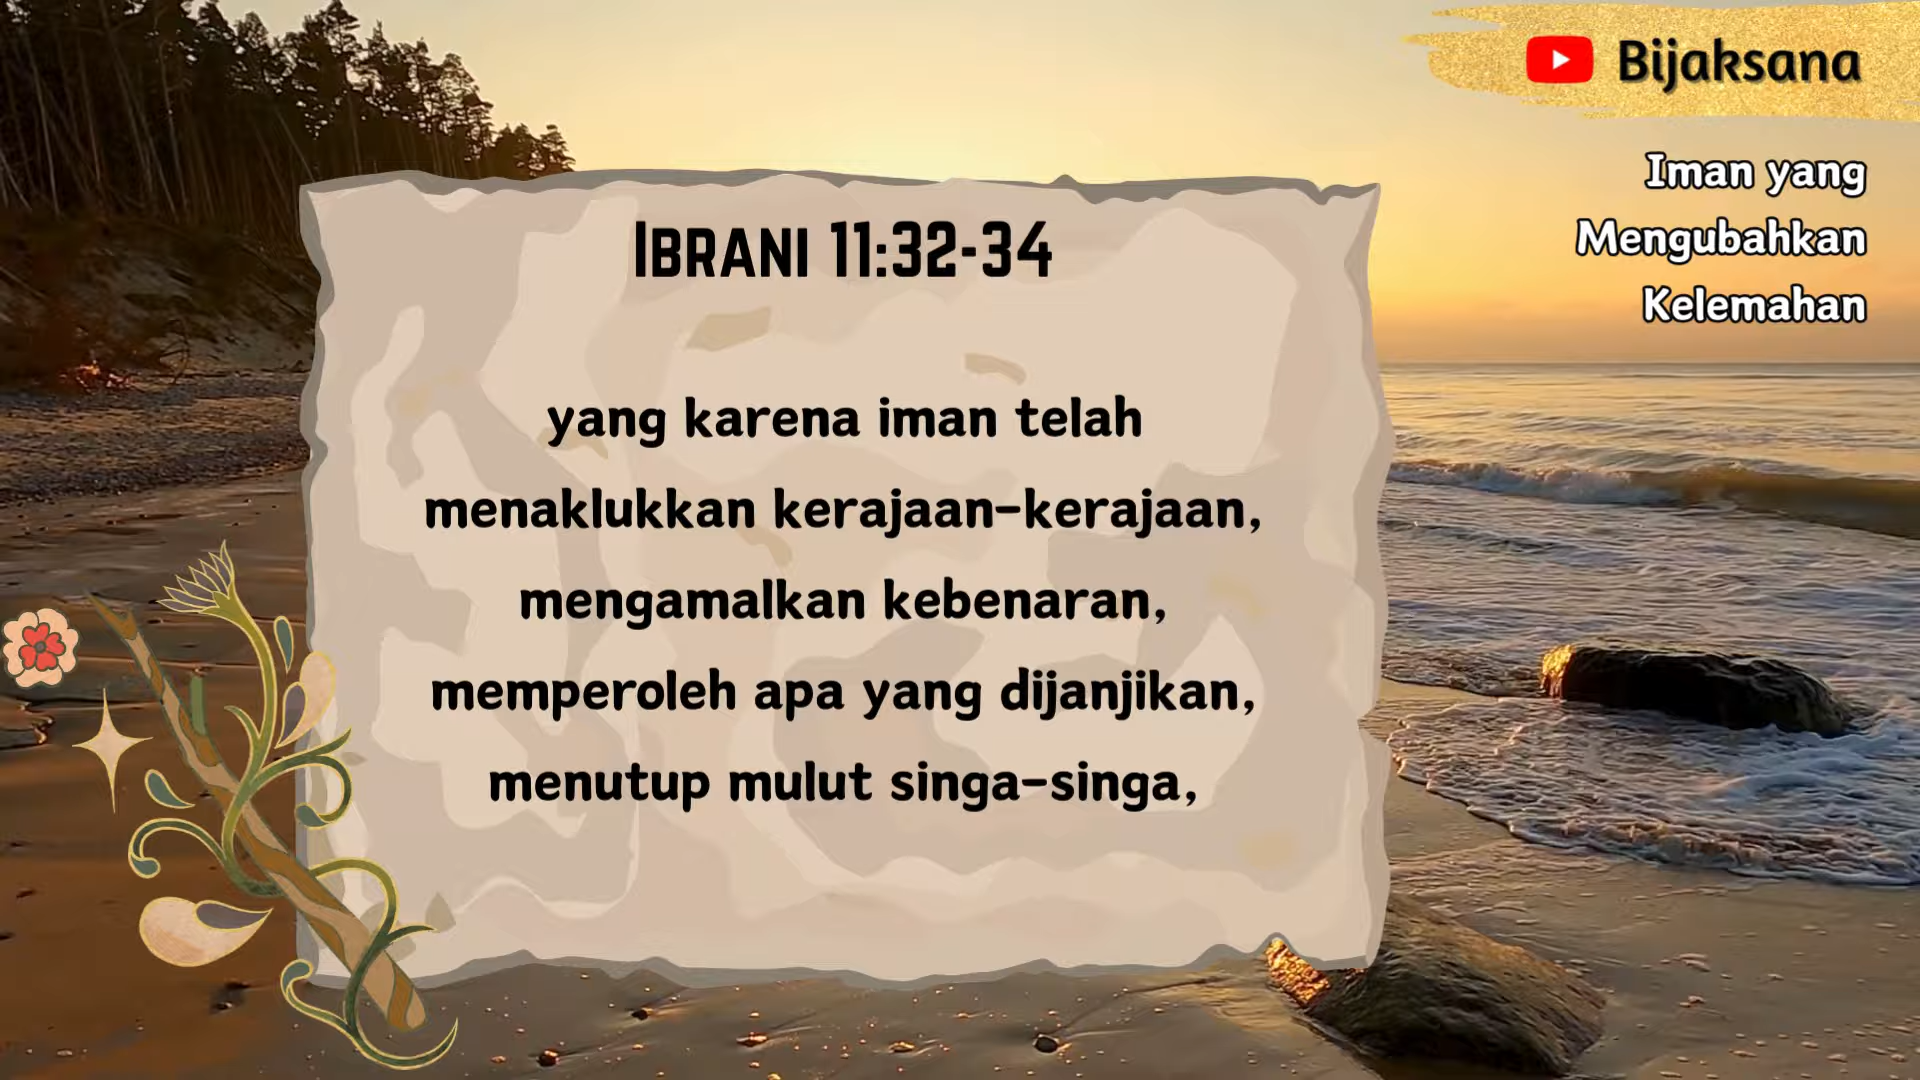 Bijaksana
Iman yang
Mengubahkan
Kelemahan
Ibrani 11:32-34
yang karena iman telah
menaklukkan kerajaan-kerajaan,
mengamalkan kebenaran,
memperoleh apa yang dijanjikan,
menutup mulut singa-singa,